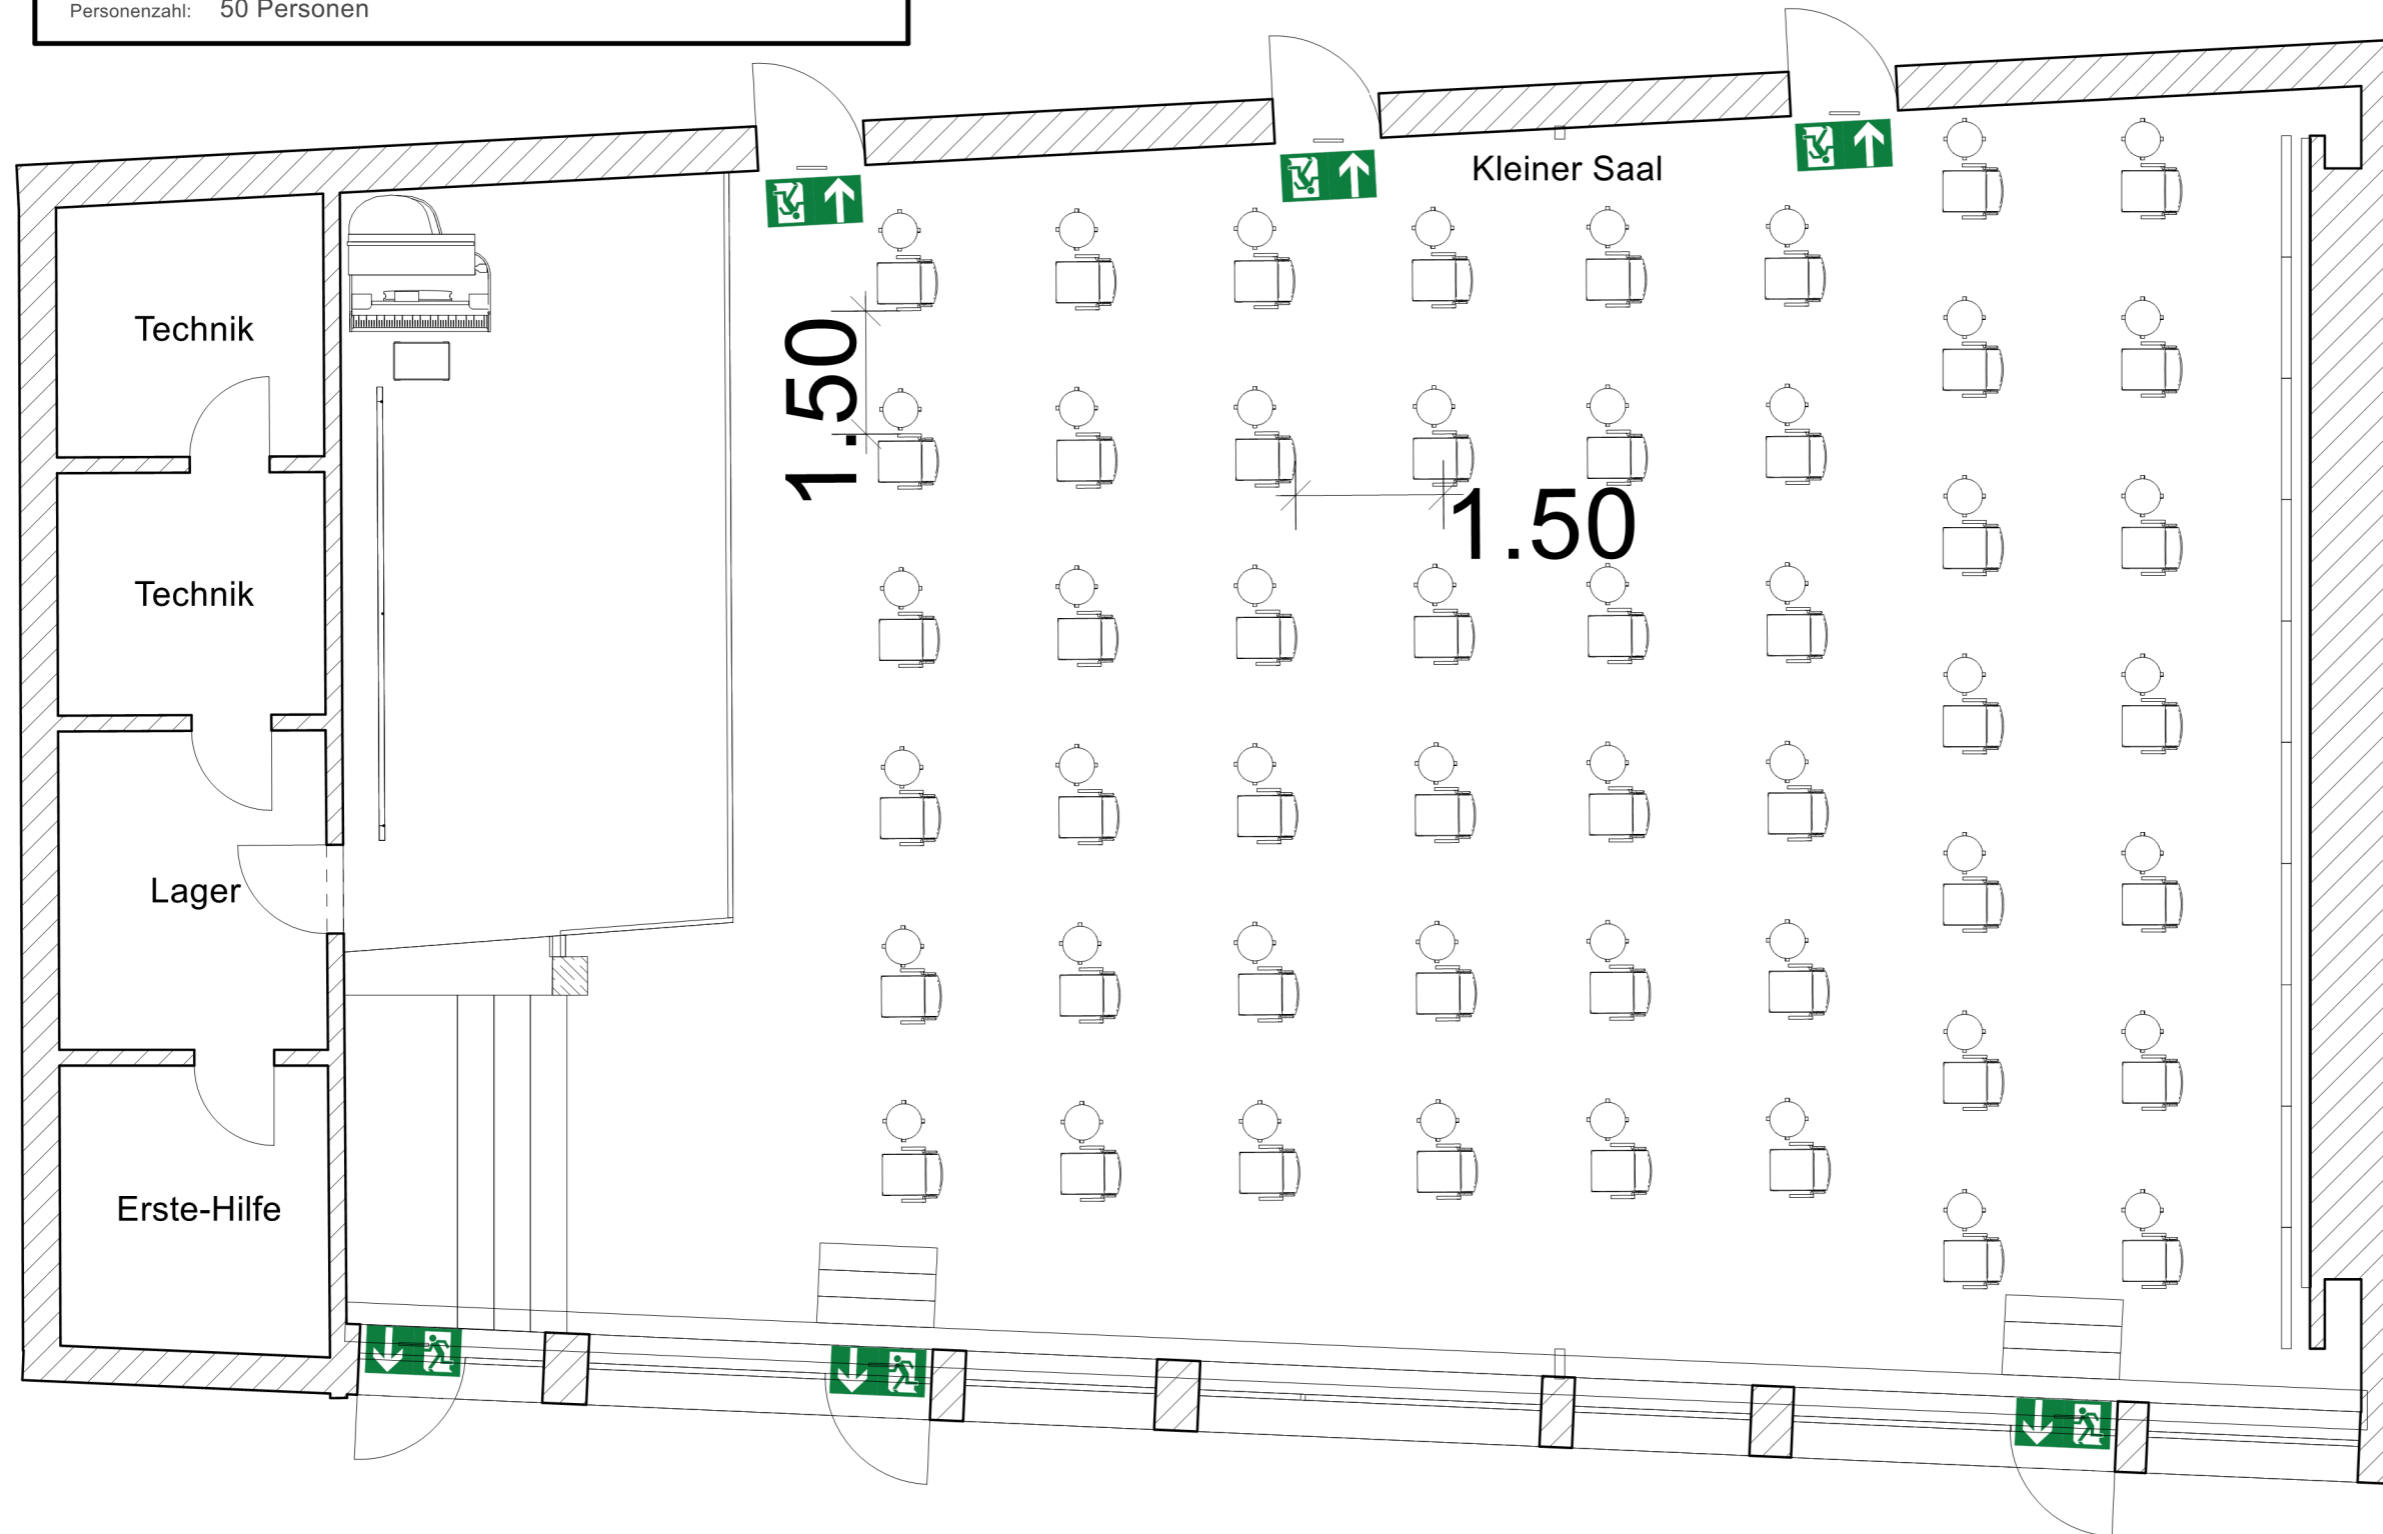 Personenzahl: 50 Personen
Kleiner Saal
Technik
1.50
1.50
Technik
Lager
Erste-Hilfe